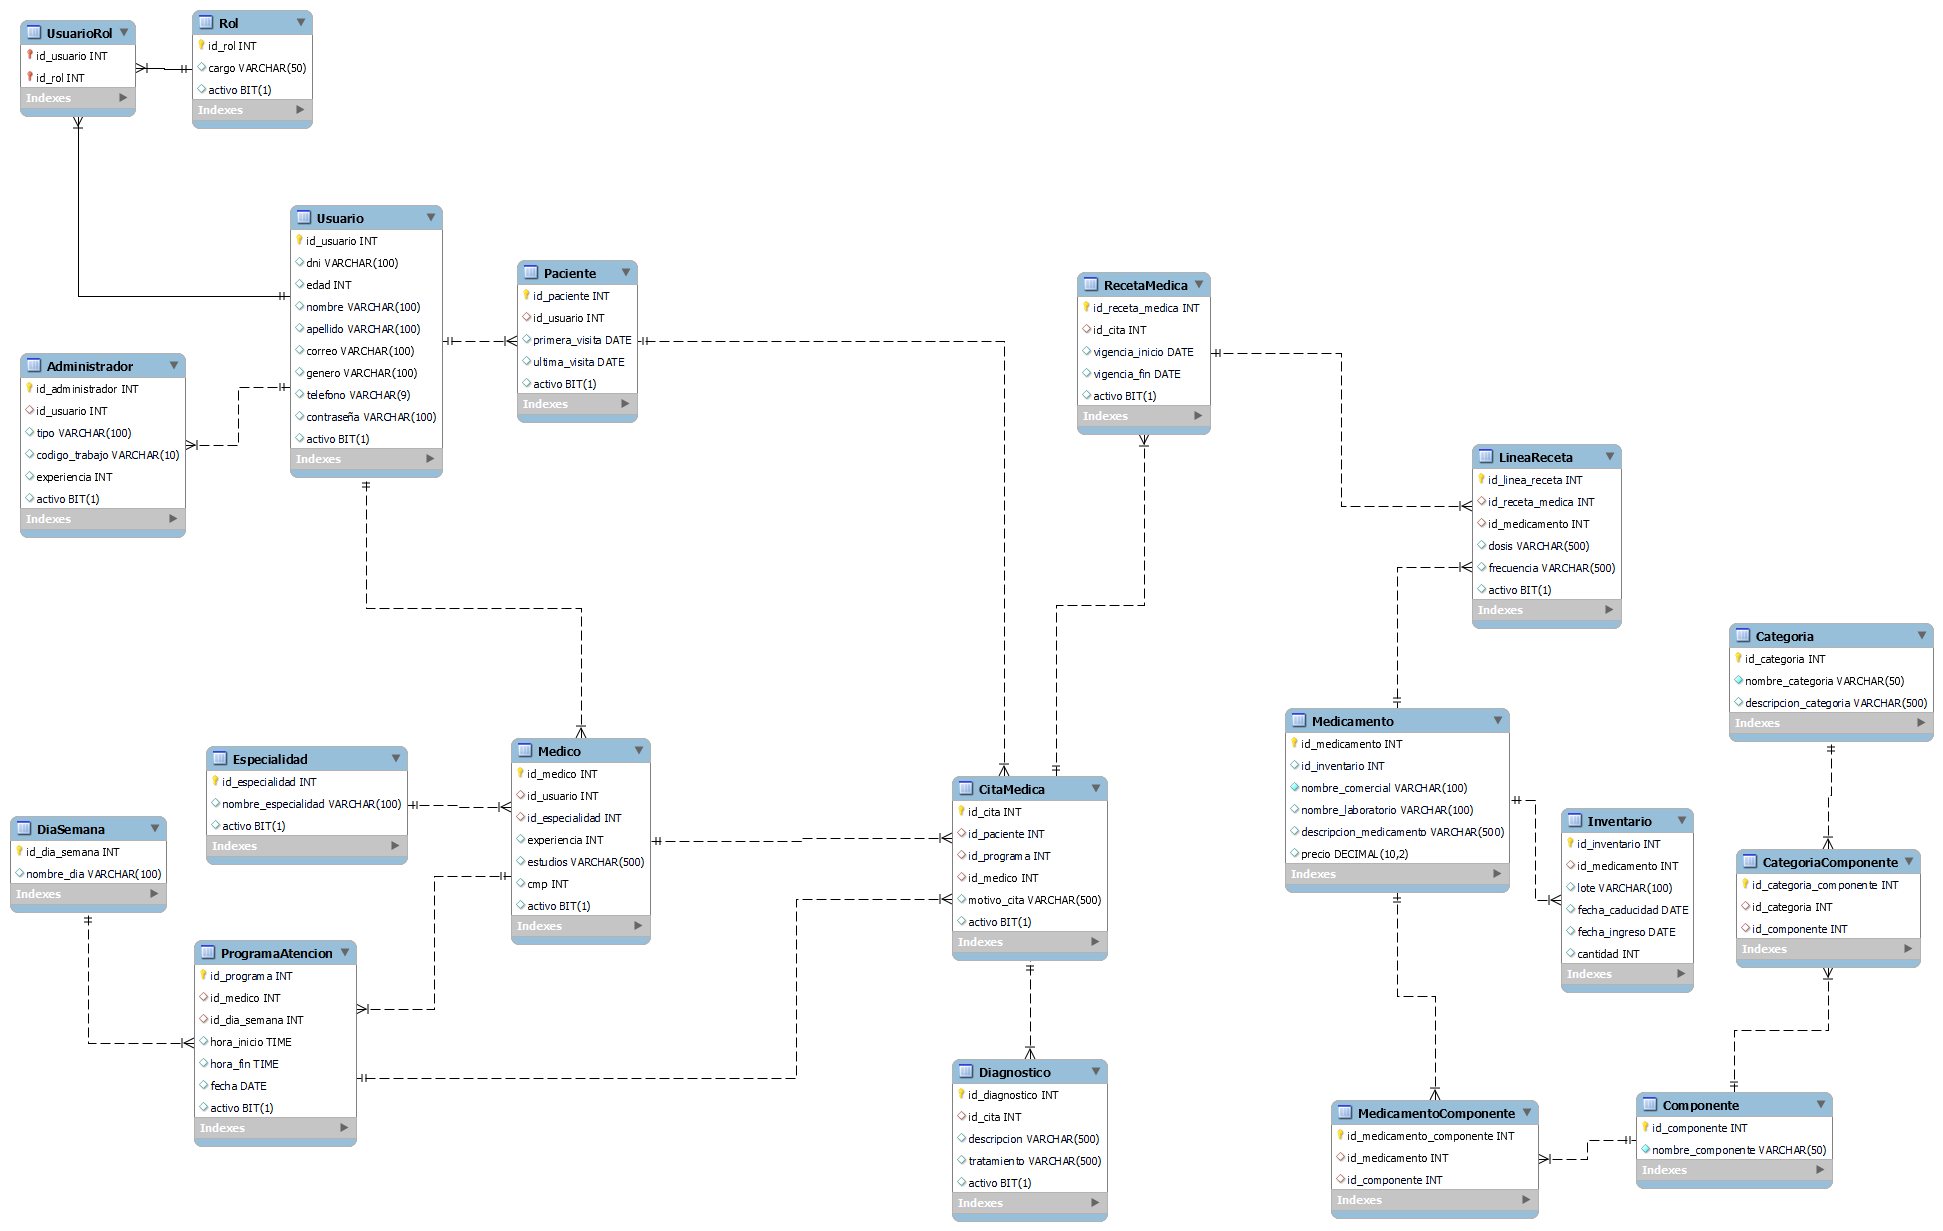 UsuarioRol
id_usuario INT
id_rol INT
Indexes
Rol
id_rol INT
cargo VARCHAR(50)
activo BIT(1)
Indexes
Usuario
id_usuario INT
dni VARCHAR(100)
edad INT
nombre VARCHAR(100)
apellido VARCHAR(100)
correo VARCHAR(100)
genero VARCHAR(100)
telefono VARCHAR(9)
contraseña VARCHAR(100)
activo BIT(1)
Indexes
Paciente
id_paciente INT
id_usuario INT
primera_visita DATE
ultima_visita DATE
activo BIT(1)
Indexes
Administrador
id_administrador INT
id_usuario INT
tipo VARCHAR(100)
codigo_trabajo VARCHAR(10)
experiencia INT
activo BIT(1)
Indexes
RecetaMedica
id_receta_medica INT
id_cita INT
vigencia_inicio DATE
vigencia_fin DATE
activo BIT(1)
Indexes
LineaReceta
id_linea_receta INT
id_receta_medica INT
id_medicamento INT
dosis VARCHAR(500)
frecuencia VARCHAR(500)
activo BIT(1)
Indexes
Categoria
id_categoria INT
nombre_categoria VARCHAR(50)
descripcion_categoria VARCHAR(500)
Indexes
Medicamento
id_medicamento INT
id_inventario INT
nombre_comercial VARCHAR(100)
nombre_laboratorio VARCHAR(100)
descripcion_medicamento VARCHAR(500)
precio DECIMAL(10,2)
Indexes
Especialidad
id_especialidad INT
nombre_especialidad VARCHAR(100)
activo BIT(1)
Indexes
Medico
id_medico INT
id_usuario INT
id_especialidad INT
experiencia INT
estudios VARCHAR(500)
cmp INT
activo BIT(1)
Indexes
CitaMedica
id_cita INT
id_paciente INT
id_programa INT
id_medico INT
motivo_cita VARCHAR(500)
activo BIT(1)
Indexes
Inventario
id_inventario INT
id_medicamento INT
lote VARCHAR(100)
fecha_caducidad DATE
fecha_ingreso DATE
cantidad INT
Indexes
CategoriaComponente
id_categoria_componente INT
id_categoria INT
id_componente INT
Indexes
DiaSemana
id_dia_semana INT
nombre_dia VARCHAR(100)
Indexes
ProgramaAtencion
id_programa INT
id_medico INT
id_dia_semana INT
hora_inicio TIME
hora_fin TIME
fecha DATE
activo BIT(1)
Indexes
Diagnostico
id_diagnostico INT
id_cita INT
descripcion VARCHAR(500)
tratamiento VARCHAR(500)
activo BIT(1)
Indexes
MedicamentoComponente
id_medicamento_componente INT
id_medicamento INT
id_componente INT
Indexes
Componente
id_componente INT
nombre_componente VARCHAR(50)
Indexes